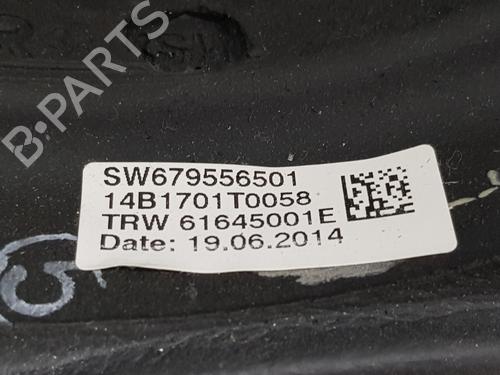 B-PARTS
SW679556501
14B1701T0058
TRW 61645001E
Date: 19.06.2014